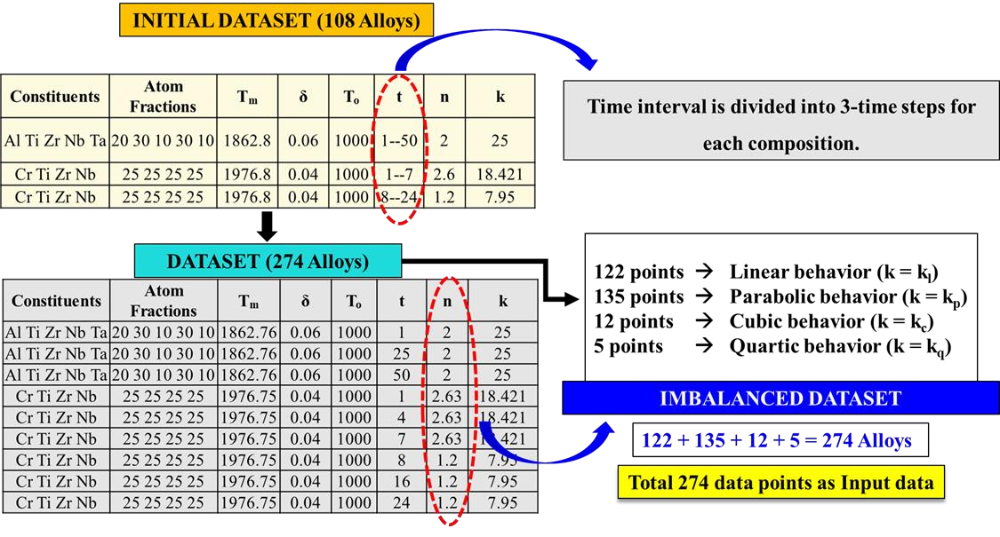 INITIAL DATASET (108 Alloys)
Constituents Atom Fractions Tm δ To t n k
Al Ti Zr Nb Ta 20 30 10 30 10 1862.8 0.06 1000 1--50 2 25
Cr Ti Zr Nb 25 25 25 25 1976.8 0.04 1000 1--7 2.6 18.421
Cr Ti Zr Nb 25 25 25 25 1976.8 0.04 1000 8--24 1.2 7.95
Time interval is divided into 3-time steps for
each composition.
DATASET (274 Alloys)
Constituents Atom Fractions Tm δ To t n k
Al Ti Zr Nb Ta 20 30 10 30 10 1862.76 0.06 1000 1 2 25
Al Ti Zr Nb Ta 20 30 10 30 10 1862.76 0.06 1000 25 2 25
Al Ti Zr Nb Ta 20 30 10 30 10 1862.76 0.06 1000 50 2 25
Cr Ti Zr Nb 25 25 25 25 1976.75 0.04 1000 1 2.63 18.421
Cr Ti Zr Nb 25 25 25 25 1976.75 0.04 1000 4 2.63 18.421
Cr Ti Zr Nb 25 25 25 25 1976.75 0.04 1000 7 2.63
Cr Ti Zr Nb 25 25 25 25 1976.75 0.04 1000 8 1.2 7.95
Cr Ti Zr Nb 25 25 25 25 1976.75 0.04 1000 16 1.2 7.95
Cr Ti Zr Nb 25 25 25 25 1976.75 0.04 1000 24 1.2 7.95
122 points → Linear behavior (k = kl)
135 points → Parabolic behavior (k = kp)
12 points → Cubic behavior (k = kc)
5 points → Quartic behavior (k = kq)
IMBALANCED DATASET
122 + 135 + 12 + 5 = 274 Alloys
Total 274 data points as Input data